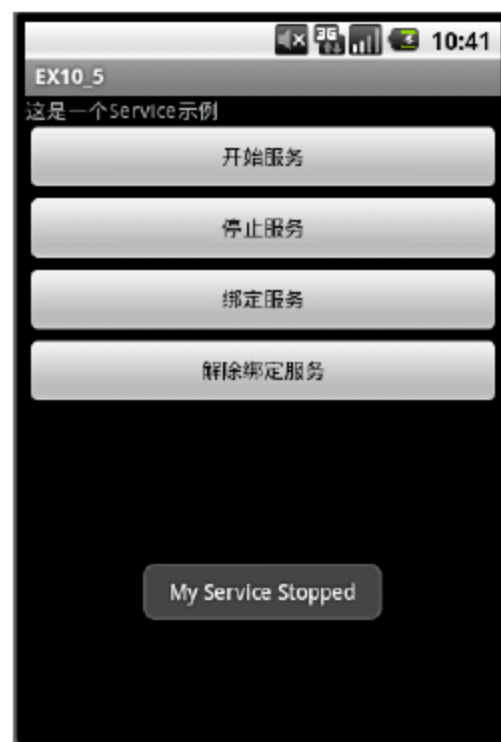 3G 10:41
EX10_5
这是一个Service示例
开始服务
停止服务
绑定服务
解除绑定服务
My Service Stopped